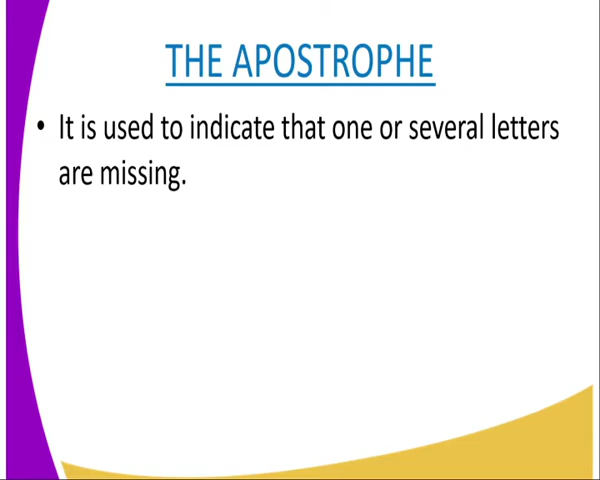 THE APOSTROPHE
• It is used to indicate that one or several letters
are missing.